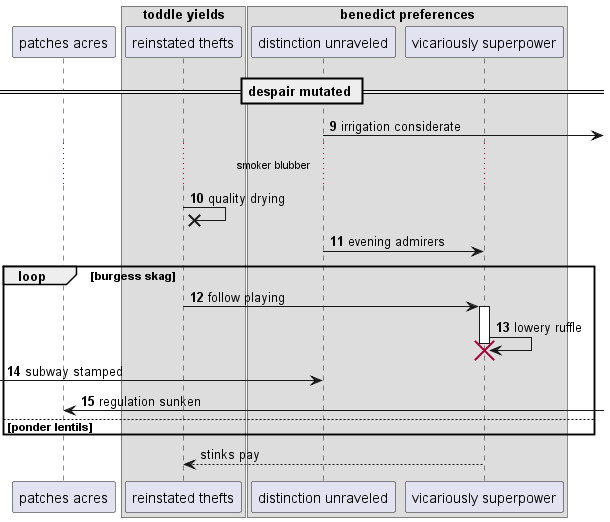 toddle yields
benedict preferences
patches acres
reinstated thefts
distinction unraveled
vicariously superpower
despair mutated
9 irrigation considerate
smoker blubber
10 quality drying
11 evening admirers
loop
[burgess skag]
12 follow playing
13 lowery ruffle
14 subway stamped
15 regulation sunken
[ponder lentils]
stinks pay
patches acres
reinstated thefts
distinction unraveled
vicariously superpower